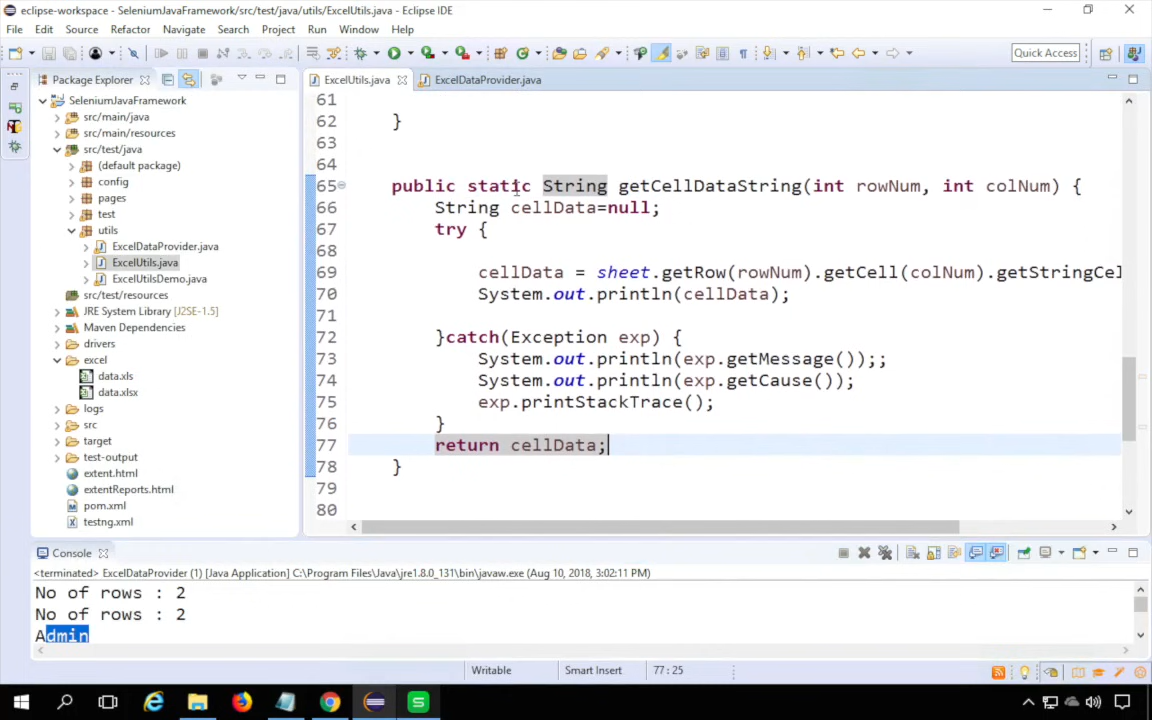 eclipse-workspace - SeleniumJavaFramework/src/test/java/utils/ExcelUtils.java - Eclipse IDE
File Edit Source Refactor Navigate Search Project Run Window Help
Quick Access
Package Explorer
ExcelUtils.java
ExcelDataProvider.java
SeleniumJavaFramework
src/main/java
src/main/resources
src/test/java
(default package)
config
pages
test
utils
ExcelDataProvider.java
ExcelUtils.java
ExcelUtilsDemo.java
src/test/resources
JRE System Library [J2SE-1.5]
Maven Dependencies
drivers
excel
data.xls
data.xlsx
logs
src
target
test-output
extent.html
extentReports.html
pom.xml
testng.xml
61
62 }
63
64
65 public static String getCellDataString(int rowNum, int colNum) {
66 String cellData=null;
67 try {
68
69 cellData = sheet.getRow(rowNum).getCell(colNum).getStringCel
70 System.out.println(cellData);
71
72 }catch(Exception exp) {
73 System.out.println(exp.getMessage());;
74 System.out.println(exp.getCause());
75 exp.printStackTrace();
76 }
77 return cellData;
78 }
79
80
Console
<terminated> ExcelDataProvider (1) [Java Application] C:\Program Files\Java\jre1.8.0_131\bin\javaw.exe (Aug 10, 2018, 3:02:11 PM)
No of rows : 2
No of rows : 2
Admin
Writable Smart Insert 77 : 25